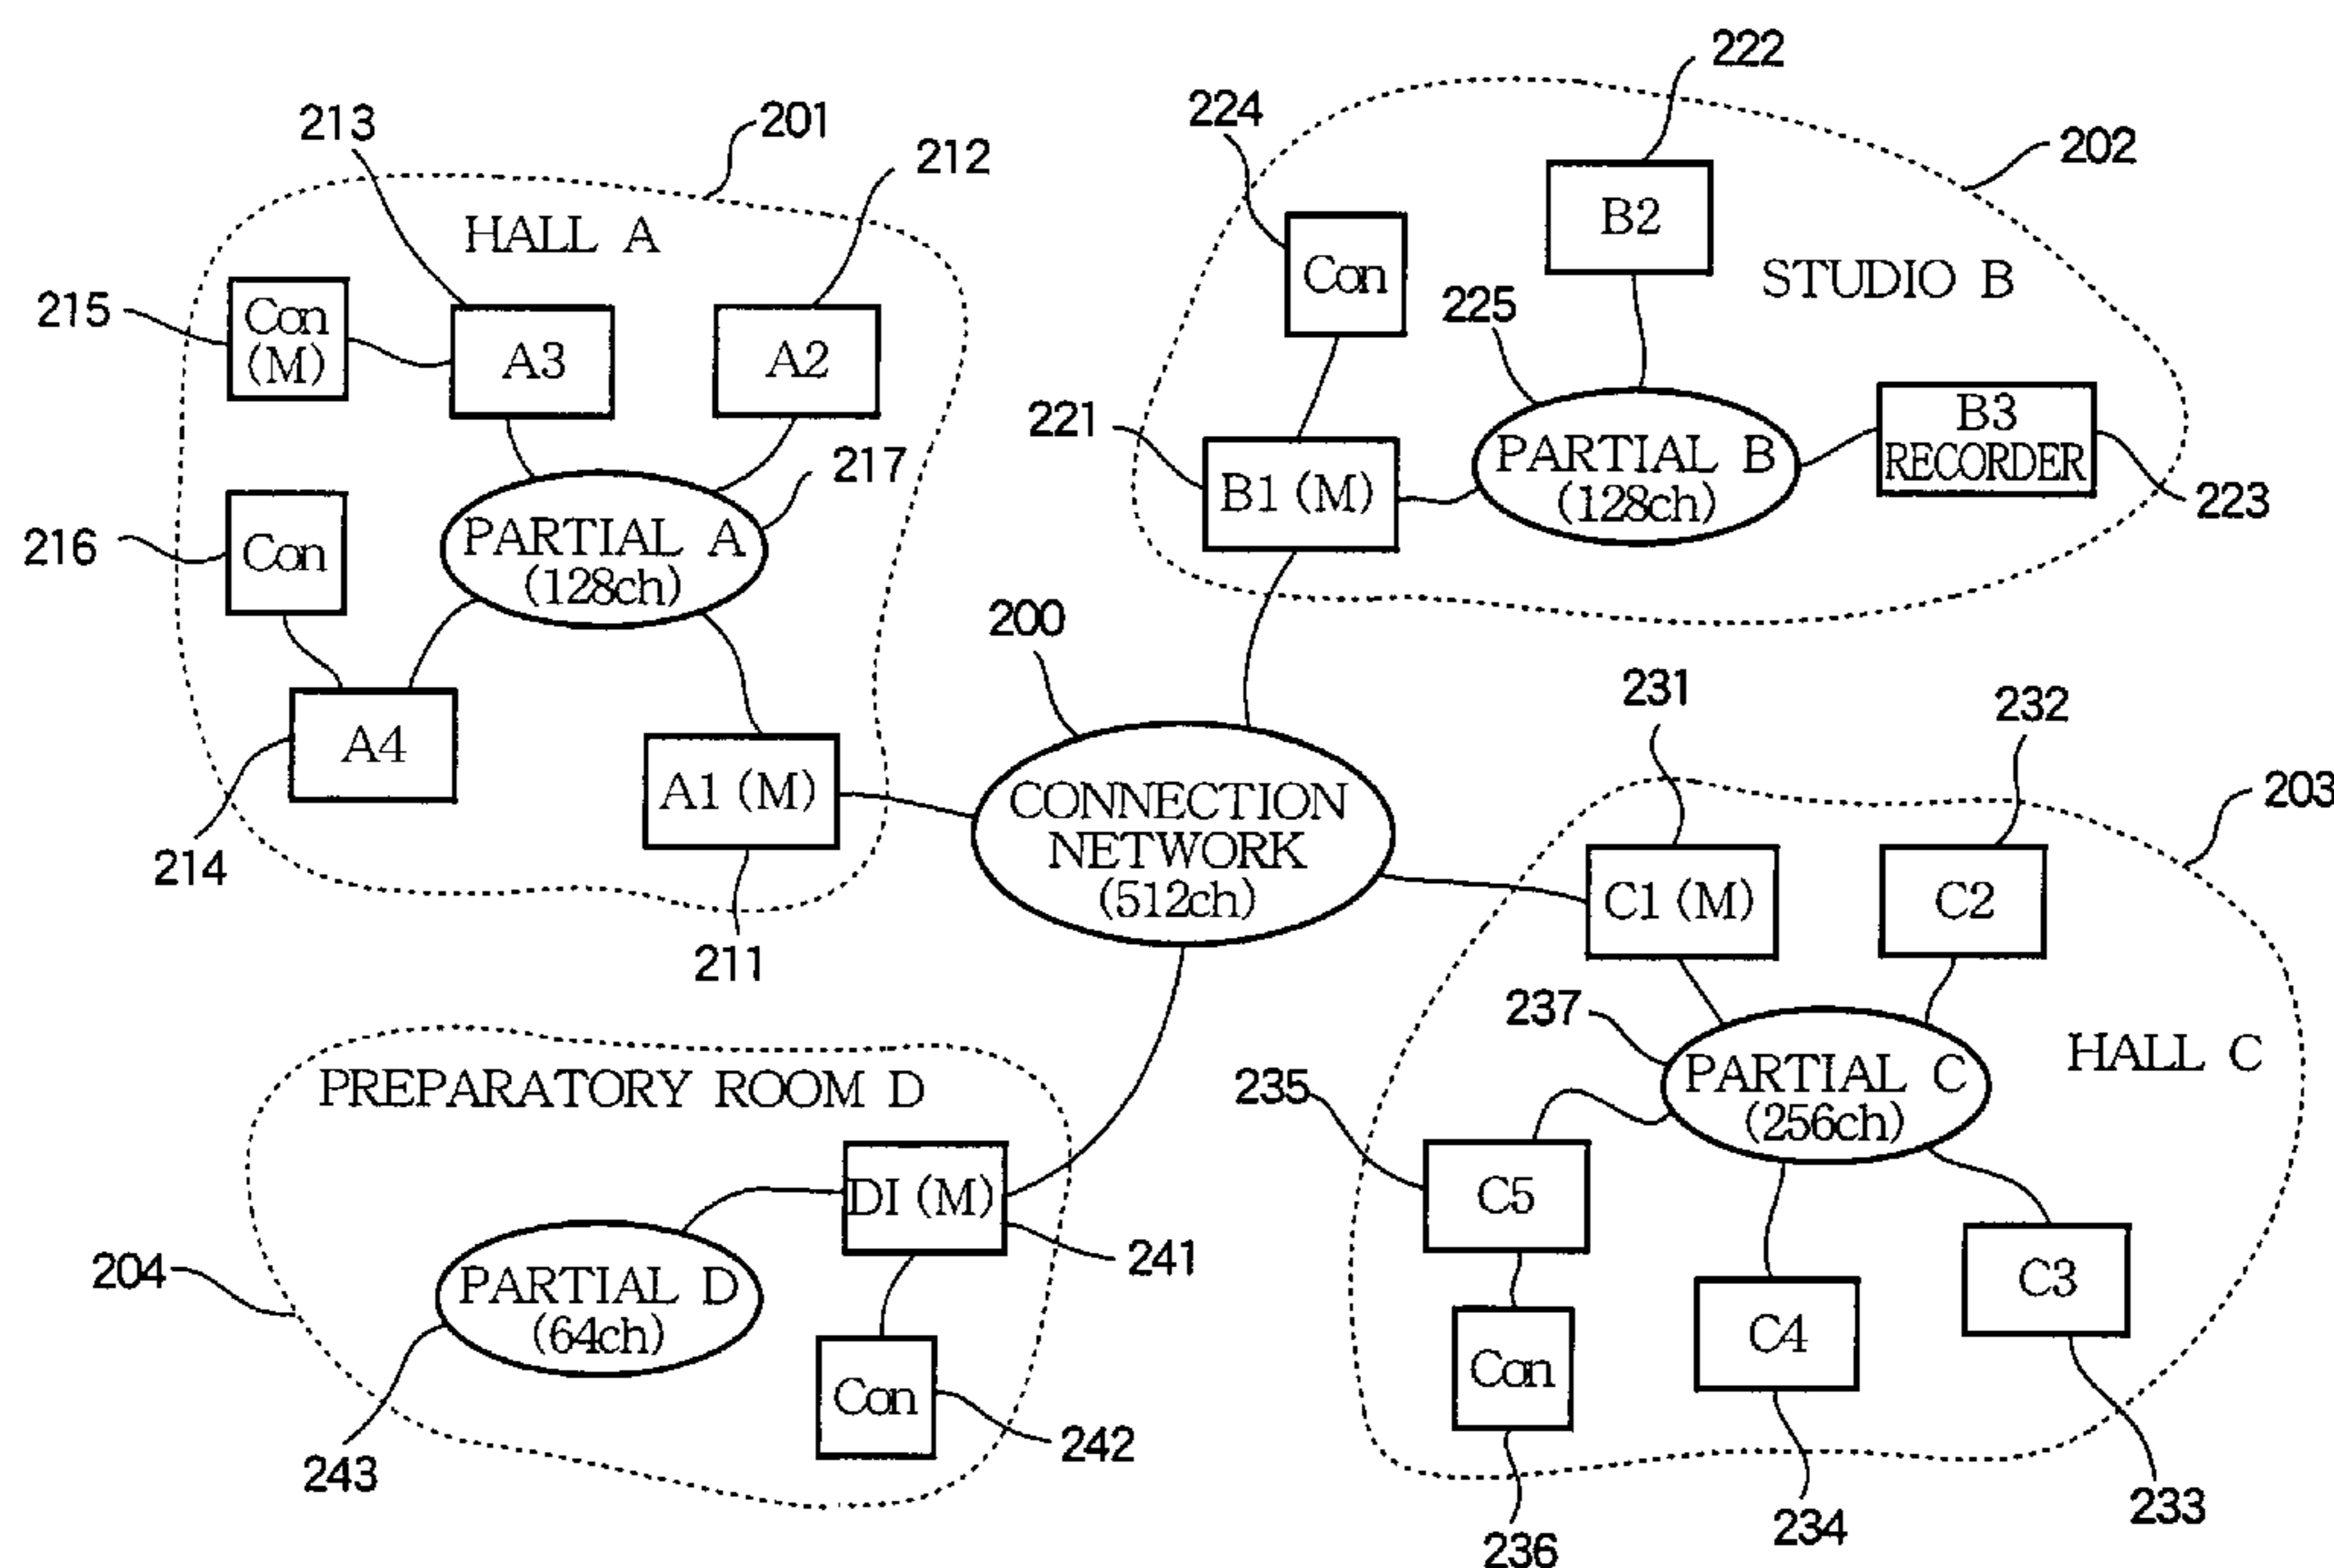 213
201
212
HALL A
215
Con
(M)
A3
A2
217
216
Con
PARTIAL A
(128ch)
A4
A1 (M)
214
211
222
224
202
Con
B2
225
STUDIO B
221
B1 (M)
PARTIAL B
(128ch)
B3
RECORDER
223
200
CONNECTION
NETWORK
(512ch)
231
232
203
C1 (M)
C2
237
PARTIAL C
(256ch)
HALL C
235
C5
C4
C3
Con
236
234
233
PREPARATORY ROOM D
DI (M)
204
PARTIAL D
(64ch)
241
Con
242
243